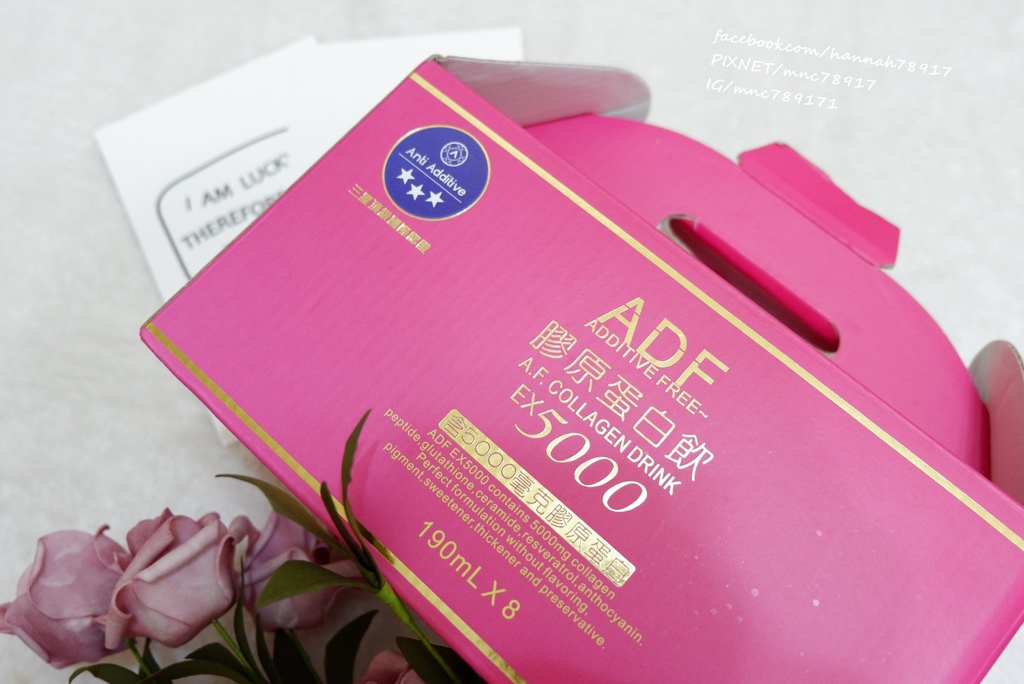 facebookcom/hannah78917
PIXNET/mnc78917
IG/mnc789171
I AM LUCK
THEREFOR
Anti Additive
ADF
ADDITIVE FREE~
膠原蛋白飲
A.F. COLLAGEN DRINK
EX5000
含5000毫克膠原蛋白
ADF EX5000 contains 5000mg collagen
peptide,glutathione,ceramide,resveratrol,anthocyanin.
Perfect formulation without flavoring,
pigment,sweetener,thickener and preservative.
190mL X 8